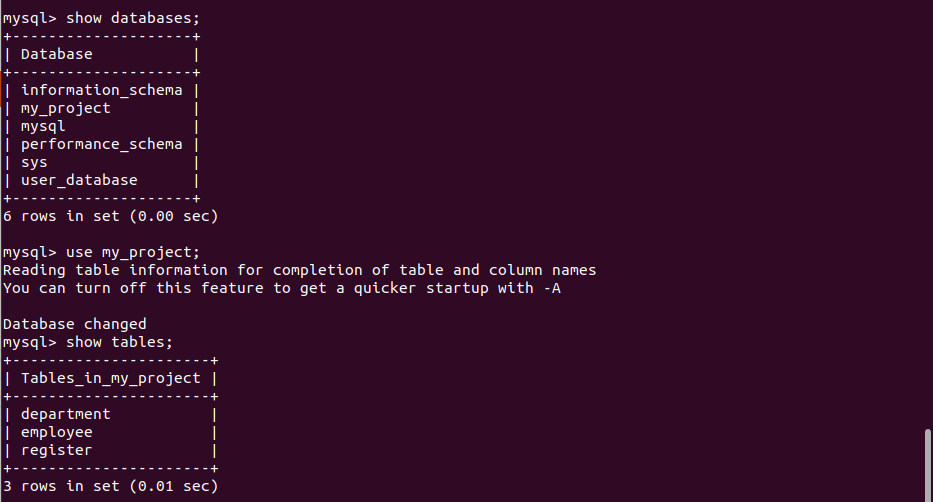 mysql> show databases;
+--------------------+
| Database           |
+--------------------+
| information_schema |
| my_project         |
| mysql              |
| performance_schema |
| sys                |
| user_database      |
+--------------------+
6 rows in set (0.00 sec)

mysql> use my_project;
Reading table information for completion of table and column names
You can turn off this feature to get a quicker startup with -A

Database changed
mysql> show tables;
+----------------------+
| Tables_in_my_project |
+----------------------+
| department           |
| employee             |
| register             |
+----------------------+
3 rows in set (0.01 sec)